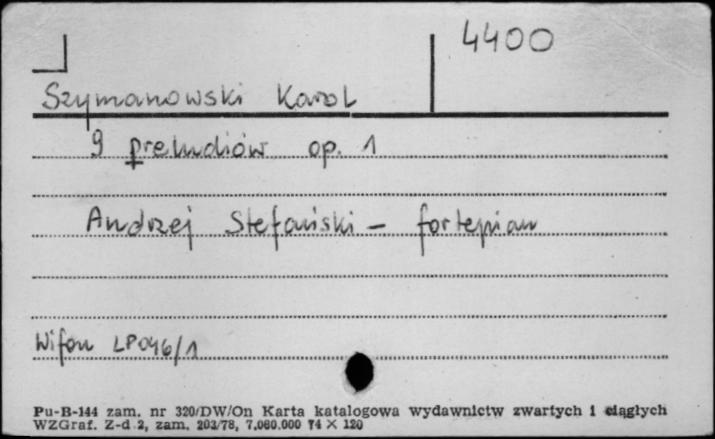 4400
Szymanowski Karol
9 preludiów op. 1
Andrzej Stefański - fortepian
Wifon LP046/1
Pu-B-144 zam. nr 320/DW/On Karta katalogowa wydawnictw zwartych i ciągłych
WZGraf. Z-d 2, zam. 203/78, 7.000.000 74 × 120